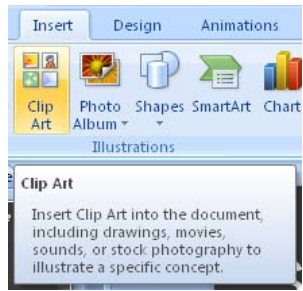 Insert Design Animations
Clip Photo Shapes SmartArt Chart
Art Album
Illustrations
Clip Art
Insert Clip Art into the document,
including drawings, movies,
sounds, or stock photography to
illustrate a specific concept.